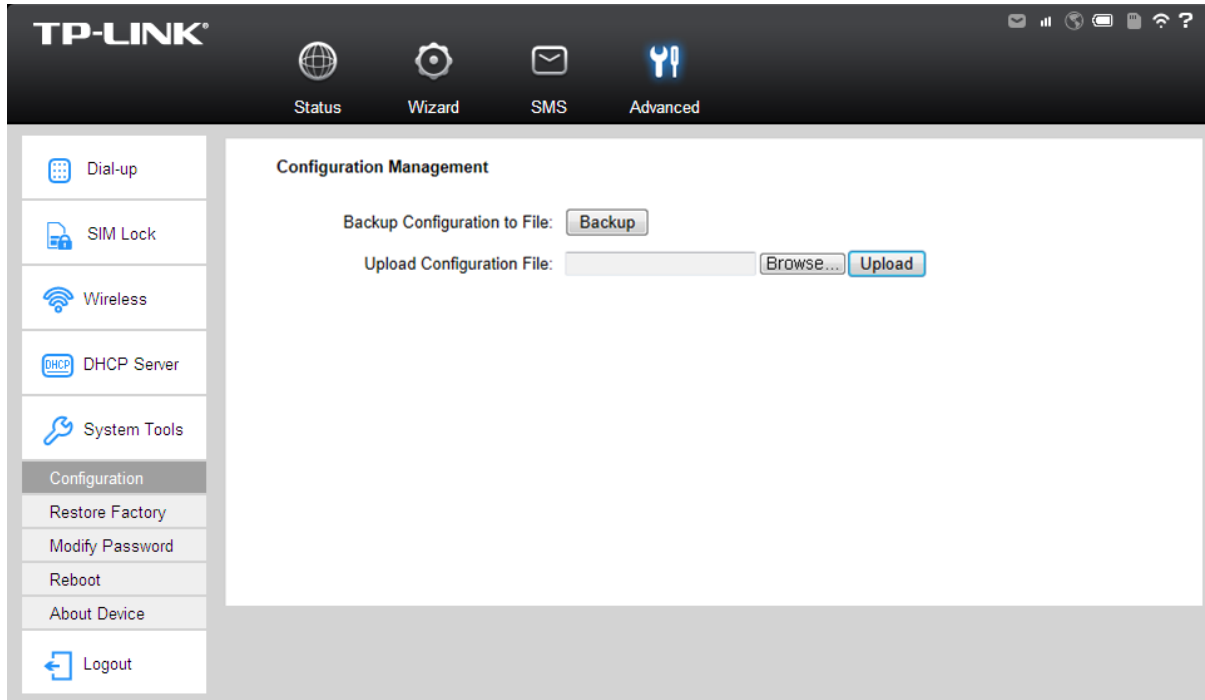 TP-LINK®
?
Status Wizard SMS Advanced
Dial-up
SIM Lock
Wireless
DHCP DHCP Server
System Tools
Configuration
Restore Factory
Modify Password
Reboot
About Device
Logout
Configuration Management
Backup Configuration to File: Backup
Upload Configuration File: Browse... Upload